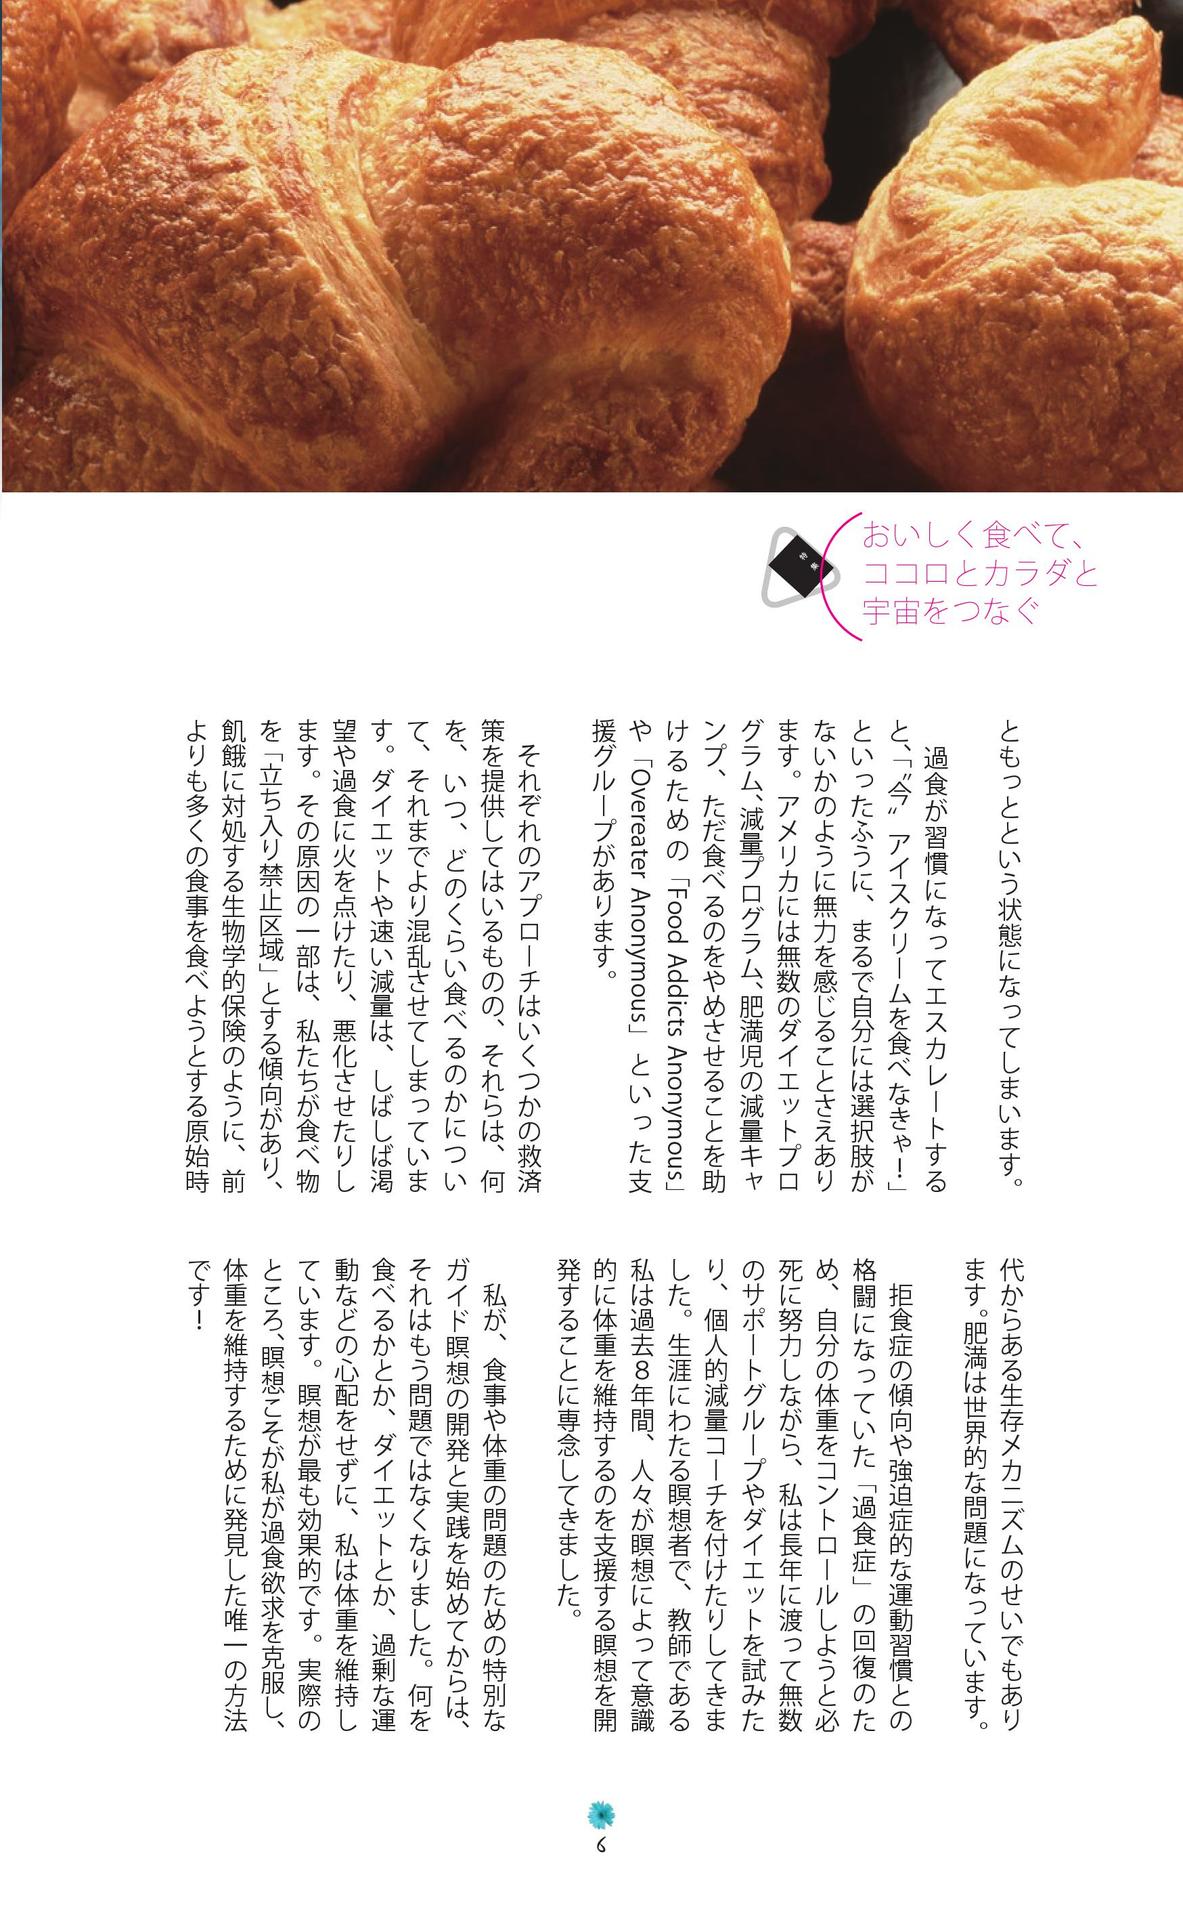 特集
おいしく食べて、
ココロとカラダと
宇宙をつなぐ
ともっとという状態になってしまいます。
過食が習慣になってエスカレートする
と、「〝今〟アイスクリームを食べなきゃ！」
といったふうに、まるで自分には選択肢が
ないかのように無力を感じることさえあり
ます。アメリカには無数のダイエットプロ
グラム、減量プログラム、肥満児の減量キャ
ンプ、ただ食べるのをやめさせることを助
けるための「Food Addicts Anonymous」
や「Overeater Anonymous」といった支
援グループがあります。
それぞれのアプローチはいくつかの救済
策を提供してはいるものの、それらは、何
を、いつ、どのくらい食べるのかについ
て、それまでより混乱させてしまっていま
す。ダイエットや速い減量は、しばしば渇
望や過食に火を点けたり、悪化させたりし
ます。その原因の一部は、私たちが食べ物
を「立ち入り禁止区域」とする傾向があり、
飢餓に対処する生物学的保険のように、前
よりも多くの食事を食べようとする原始時
代からある生存メカニズムのせいでもあり
ます。肥満は世界的な問題になっています。
拒食症の傾向や強迫症的な運動習慣との
格闘になっていた「過食症」の回復のた
め、自分の体重をコントロールしようと必
死に努力しながら、私は長年に渡って無数
のサポートグループやダイエットを試みた
り、個人的減量コーチを付けたりしてきま
した。生涯にわたる瞑想者で、教師である
私は過去８年間、人々が瞑想によって意識
的に体重を維持するのを支援する瞑想を開
発することに専念してきました。
私が、食事や体重の問題のための特別な
ガイド瞑想の開発と実践を始めてからは、
それはもう問題ではなくなりました。何を
食べるかとか、ダイエットとか、過剰な運
動などの心配をせずに、私は体重を維持し
ています。瞑想が最も効果的です。実際の
ところ、瞑想こそが私が過食欲求を克服し、
体重を維持するために発見した唯一の方法
です！
6